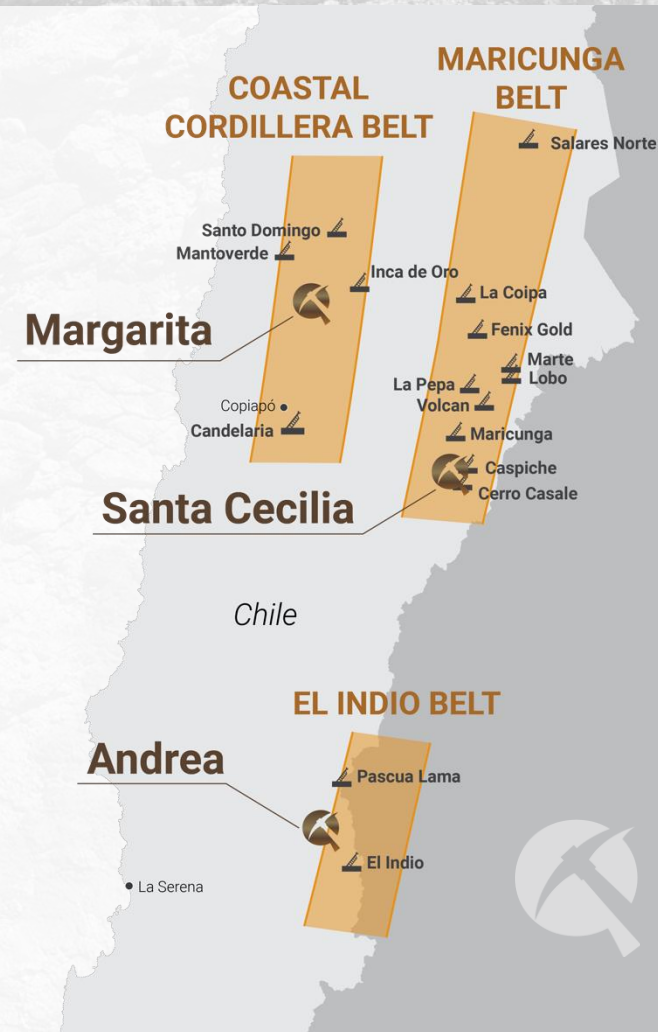 MARICUNGA
BELT
COASTAL
CORDILLERA BELT
Salares Norte
Santo Domingo
Mantoverde
Inca de Oro
La Coipa
Margarita
Fenix Gold
Marte
Lobo
La Pepa
Volcan
Copiapó
Candelaria
Maricunga
Caspiche
Cerro Casale
Santa Cecilia
Chile
EL INDIO BELT
Andrea
Pascua Lama
El Indio
La Serena